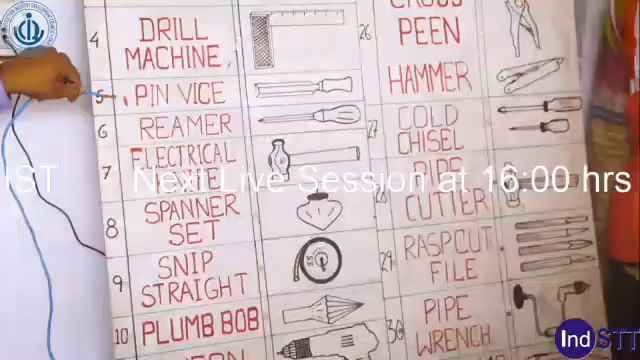 4 DRILL
MACHINE
5 PIN VICE
6 REAMER
7 ELECTRICAL
8 SPANNER
SET
9 SNIP
STRAIGHT
10 PLUMB BOB
26 PEEN
HAMMER
27 COLD
CHISEL
CUTTER
29 RASPCUT
FILE
30 PIPE
WRENCH
IST Next Live Session at 16:00 hrs
IndSTT